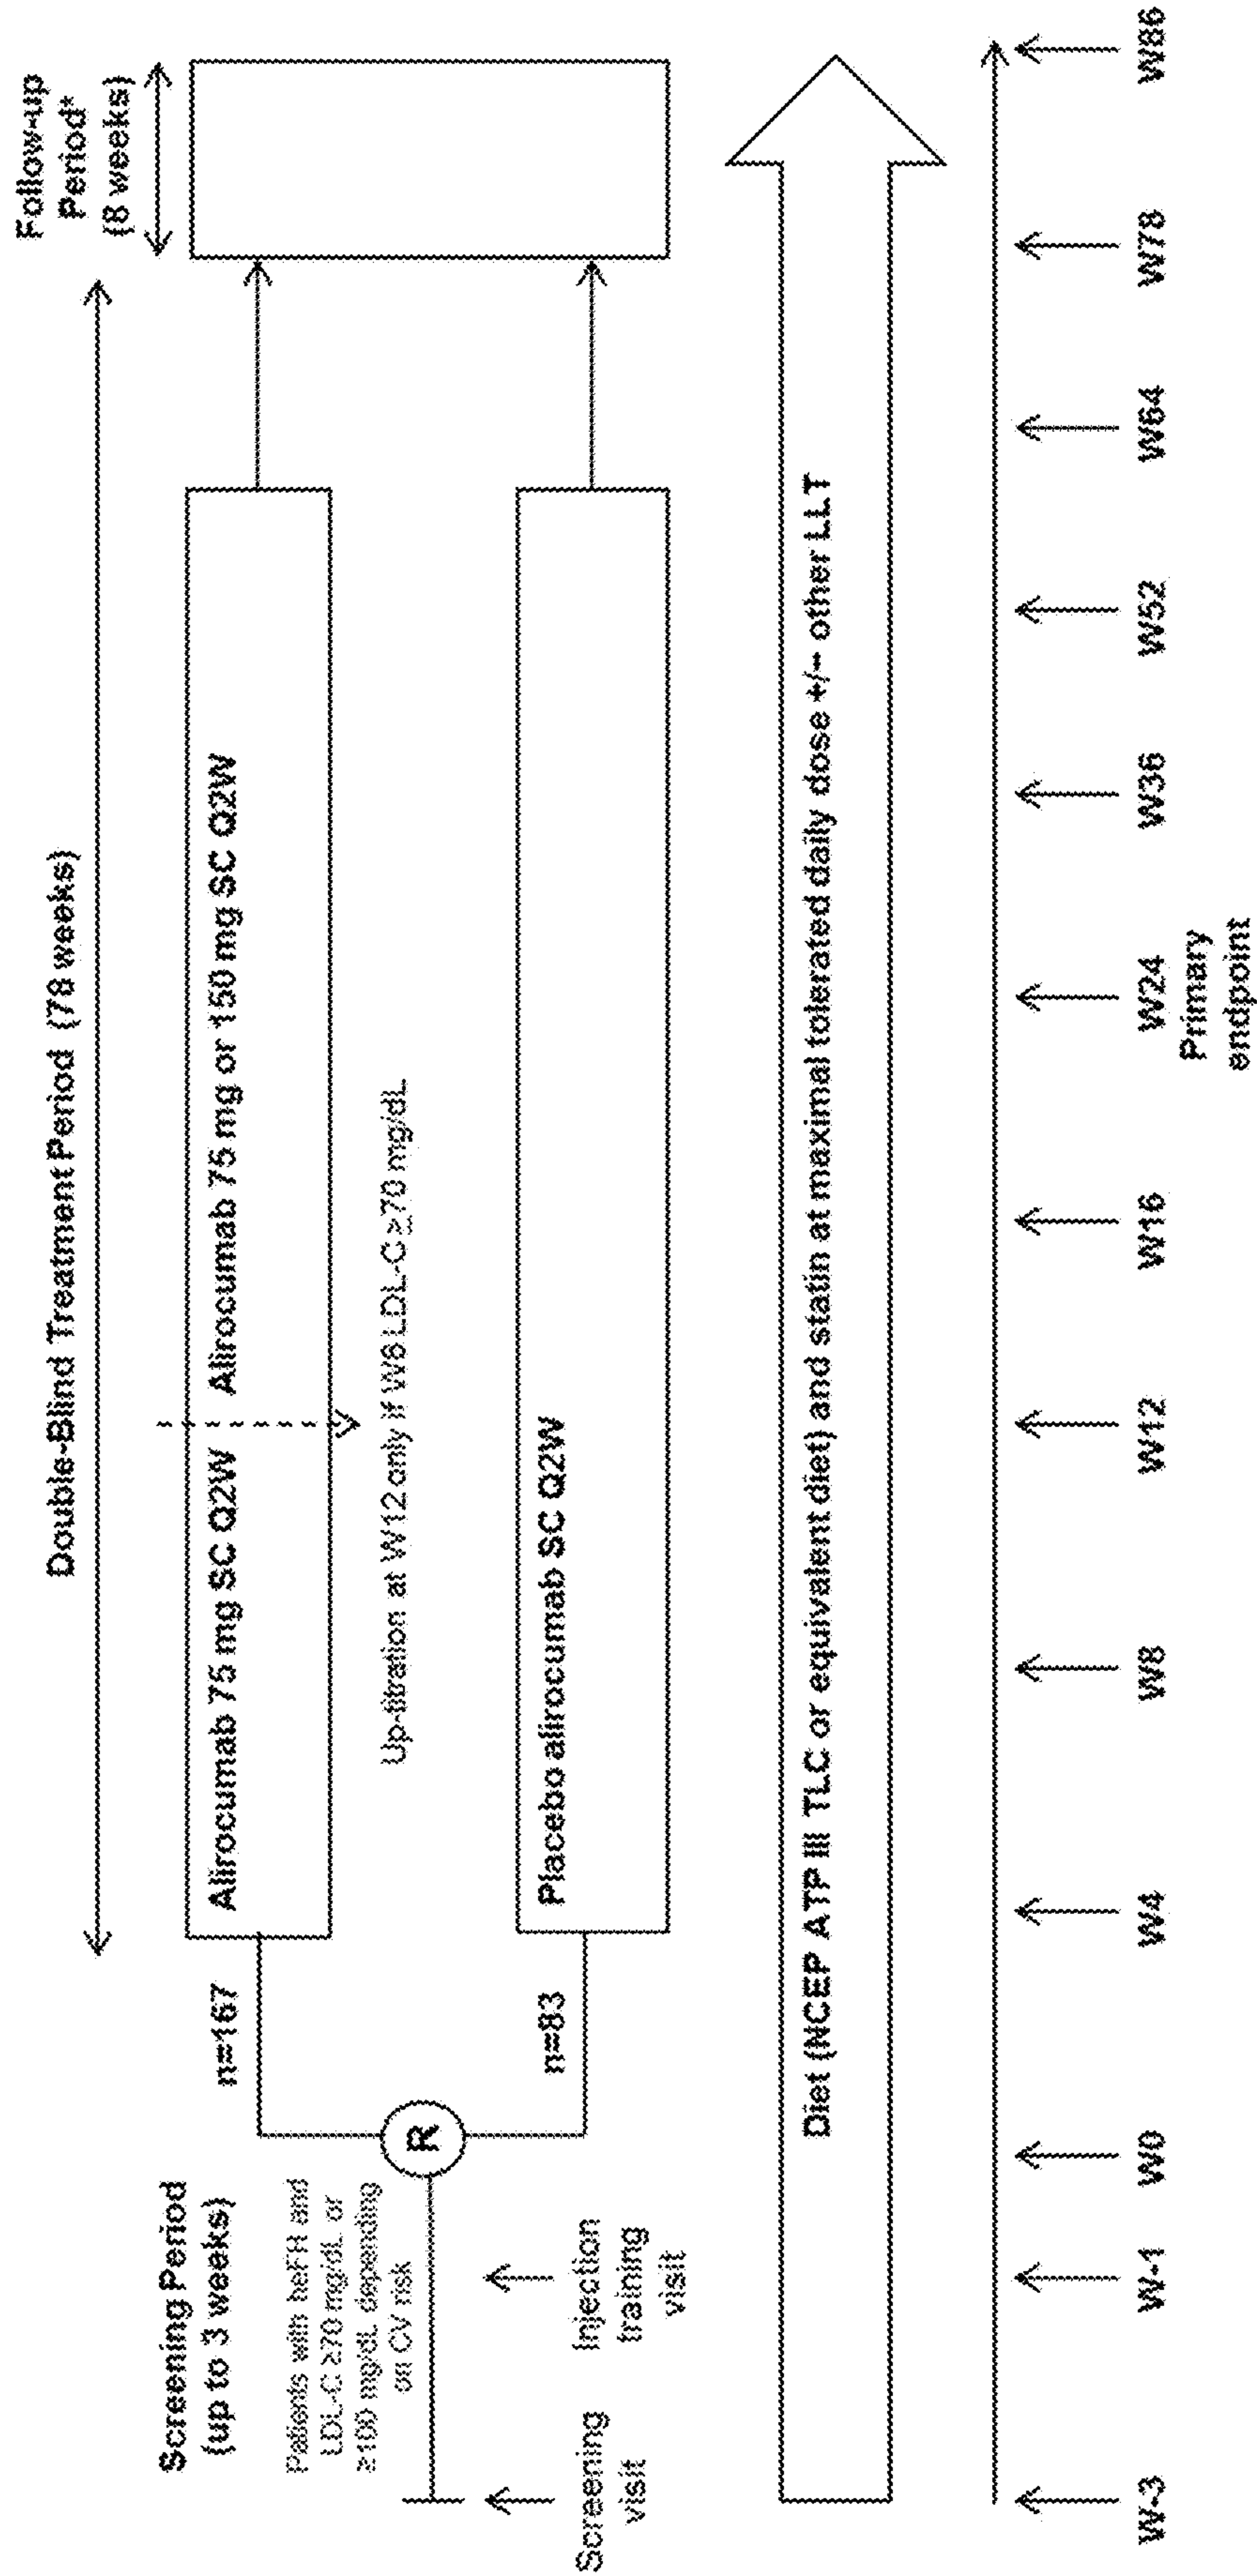 Double-Blind Treatment Period (78 weeks)
Follow-up
Period*
(8 weeks)
Screening Period
(up to 3 weeks)
Patients with heFH and
LDL-C ≥70 mg/dL or
≥100 mg/dL depending
on CV risk
R
n=167
n=83
Alirocumab 75 mg SC Q2W
Alirocumab 75 mg or 150 mg SC Q2W
Up-titration at W12 only if W8 LDL-C≥70 mg/dL
Placebo alirocumab SC Q2W
Screening
visit
Injection
training
visit
Diet (NCEP ATP III TLC or equivalent diet) and statin at maximal tolerated daily dose +/- other LLT
W-3
W-1
W0
W4
W8
W12
W16
W24
Primary
endpoint
W36
W52
W64
W78
W86